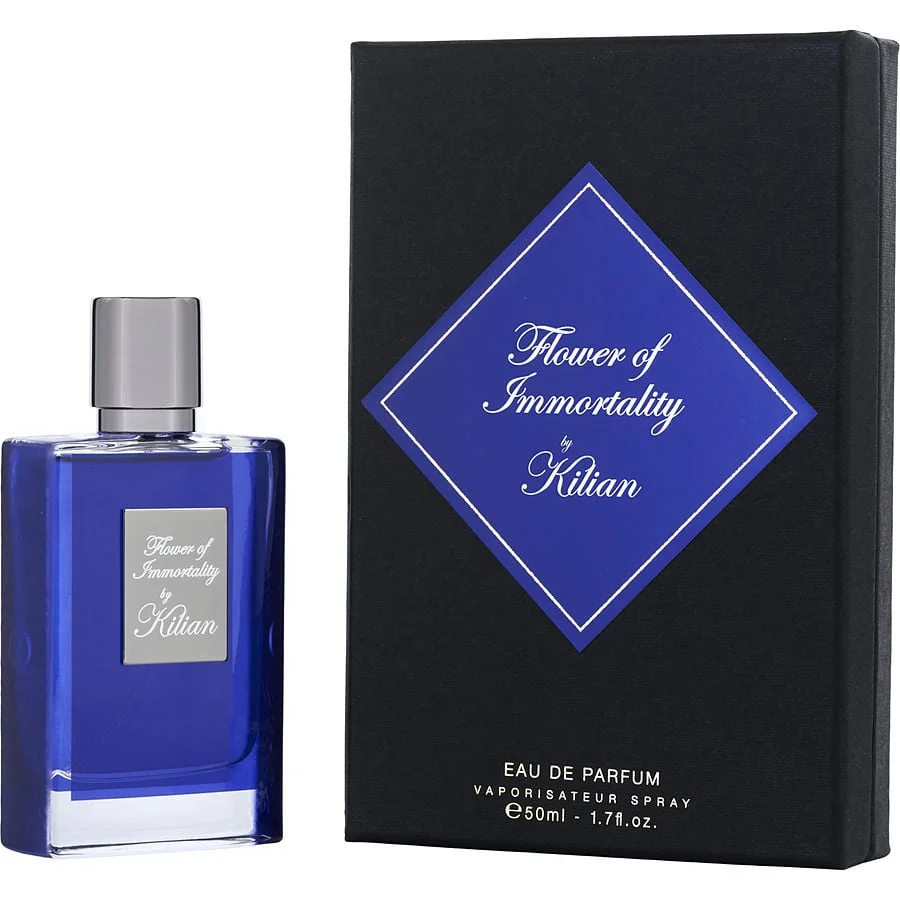 Flower of
Immortality
by
Kilian
Flower of
Immortality
by
Kilian
EAU DE PARFUM
VAPORISATEUR SPRAY
℮50ml - 1.7fl.oz.